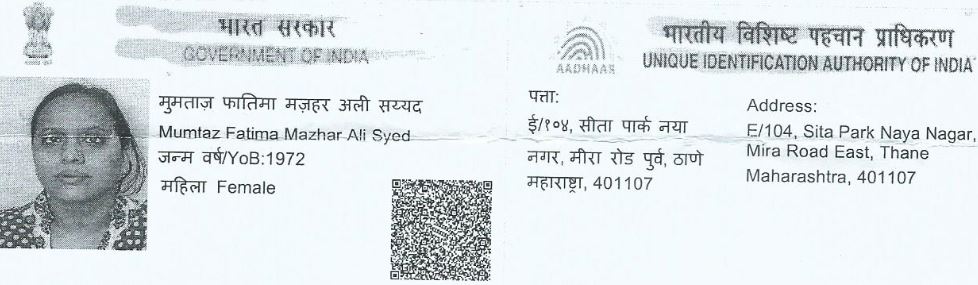 भारत सरकार
GOVERNMENT OF INDIA
मुमताज़ फातिमा मज़हर अली सय्यद
Mumtaz Fatima Mazhar Ali Syed
जन्म वर्ष/YoB:1972
महिला Female
AADHAAR
भारतीय विशिष्ट पहचान प्राधिकरण
UNIQUE IDENTIFICATION AUTHORITY OF INDIA
पत्ता:
ई/१०४, सीता पार्क नया
नगर, मीरा रोड पुर्व, ठाणे
महाराष्ट्रा, 401107
Address:
E/104, Sita Park Naya Nagar,
Mira Road East, Thane
Maharashtra, 401107